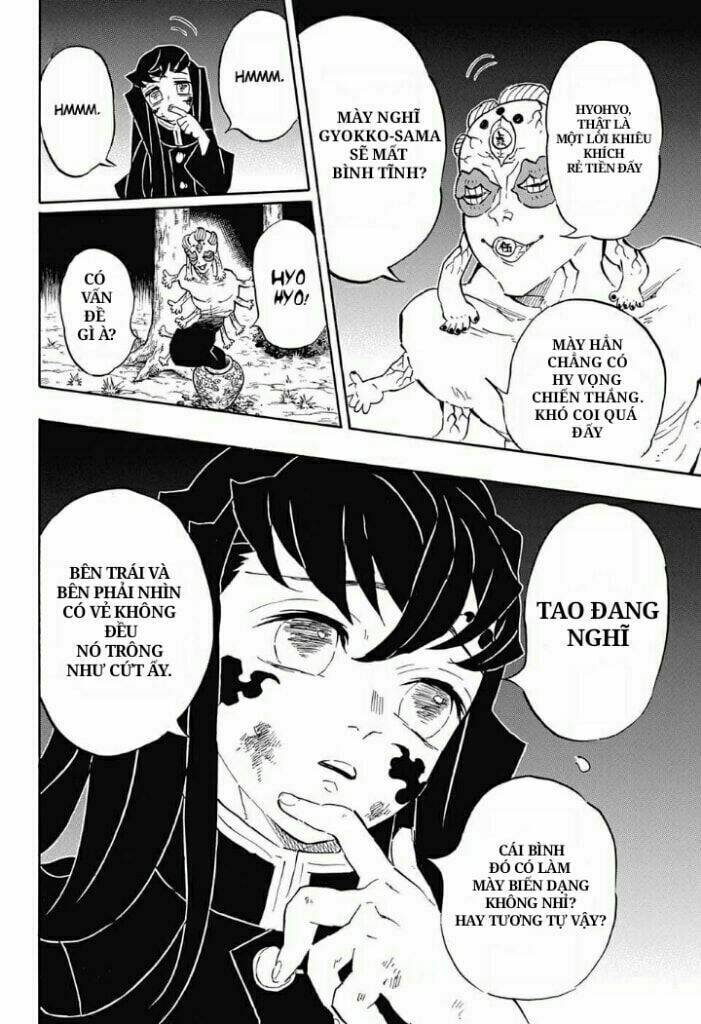 HYOHYO,
THẬT LÀ
MỘT LỜI KHIÊU
KHÍCH
RẺ TIỀN ĐẤY
MÀY NGHĨ
GYOKKO-SAMA
SẼ MẤT
BÌNH TĨNH?
MÀY HẲN
CHẲNG CÓ
HY VỌNG
CHIẾN THẮNG.
KHÓ COI QUÁ
ĐẤY
HMMM.
HMMM.
HYO
HYO!
CÓ
VẤN
ĐỀ
GÌ À?
TAO ĐANG
NGHĨ
BÊN TRÁI VÀ
BÊN PHẢI NHÌN
CÓ VẺ KHÔNG
ĐỀU
NÓ TRÔNG
NHƯ CỨT ẤY.
CÁI BÌNH
ĐÓ CÓ LÀM
MÀY BIẾN DẠNG
KHÔNG NHỈ?
HAY TƯƠNG TỰ VẬY?